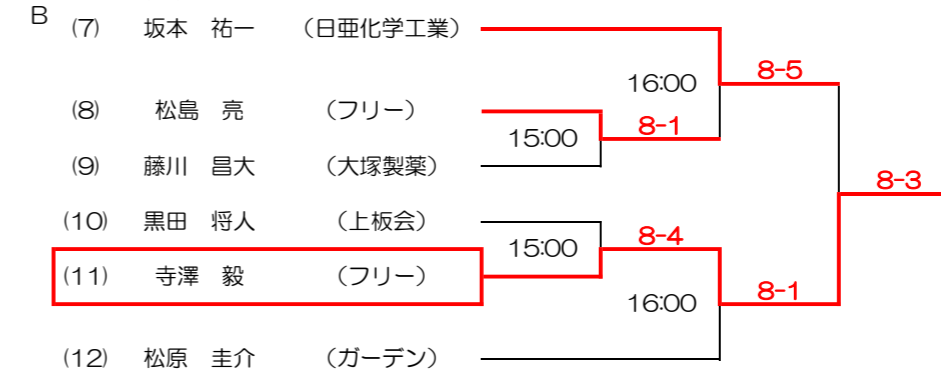 B
(7) 坂本 祐一 （日亜化学工業）
8-5
16:00
(8) 松島 亮 （フリー）
8-1
15:00
(9) 藤川 昌大 （大塚製薬）
8-3
(10) 黒田 将人 （上板会）
8-4
15:00
(11) 寺澤 毅 （フリー）
8-1
16:00
(12) 松原 圭介 （ガーデン）